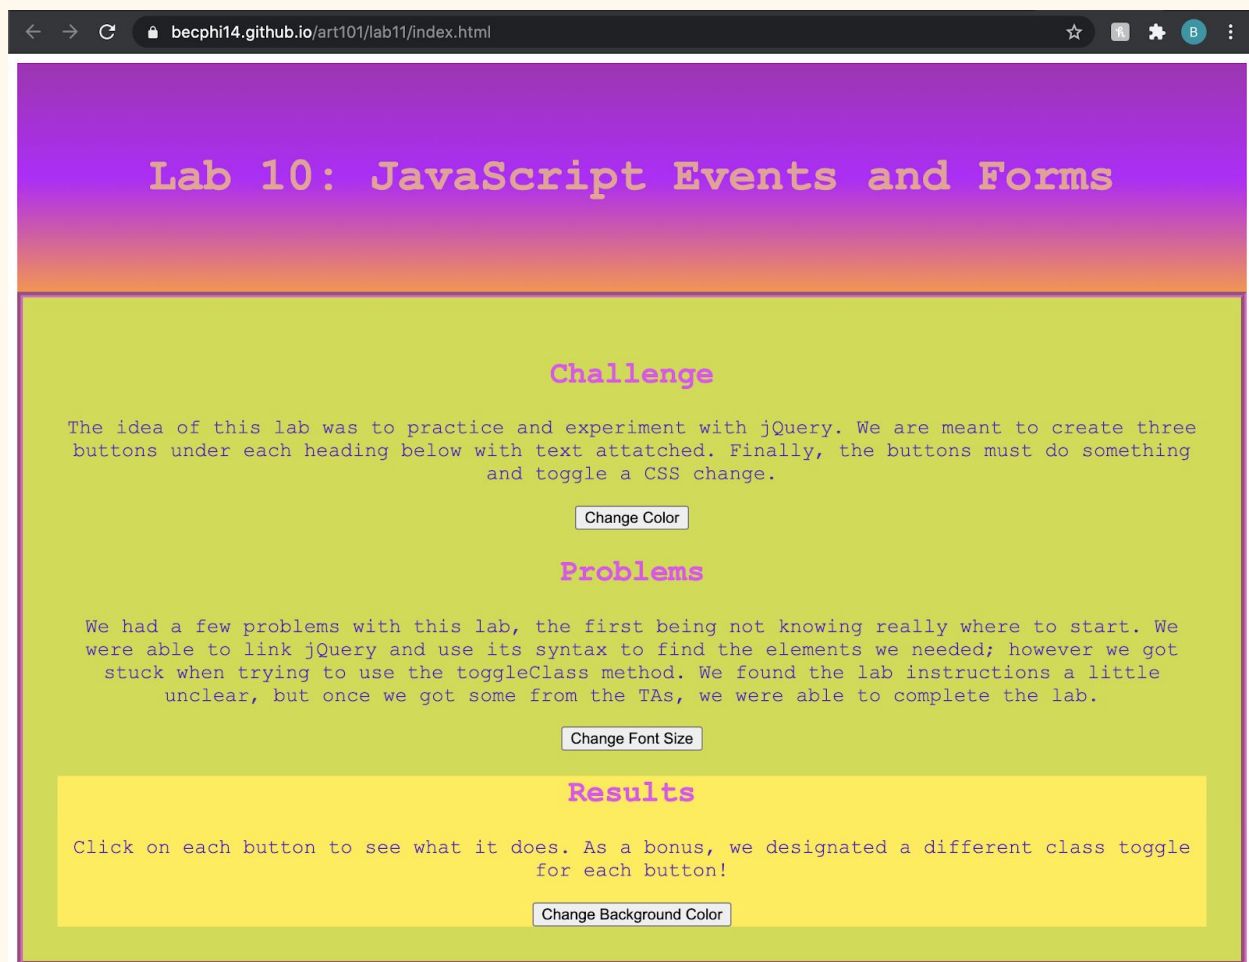 becphi14.github.io/art101/lab11/index.html
B
Lab 10: JavaScript Events and Forms
Challenge
The idea of this lab was to practice and experiment with jQuery. We are meant to create three
buttons under each heading below with text attatched. Finally, the buttons must do something
and toggle a CSS change.
Change Color
Problems
We had a few problems with this lab, the first being not knowing really where to start. We
were able to link jQuery and use its syntax to find the elements we needed; however we got
stuck when trying to use the toggleClass method. We found the lab instructions a little
unclear, but once we got some from the TAs, we were able to complete the lab.
Change Font Size
Results
Click on each button to see what it does. As a bonus, we designated a different class toggle
for each button!
Change Background Color